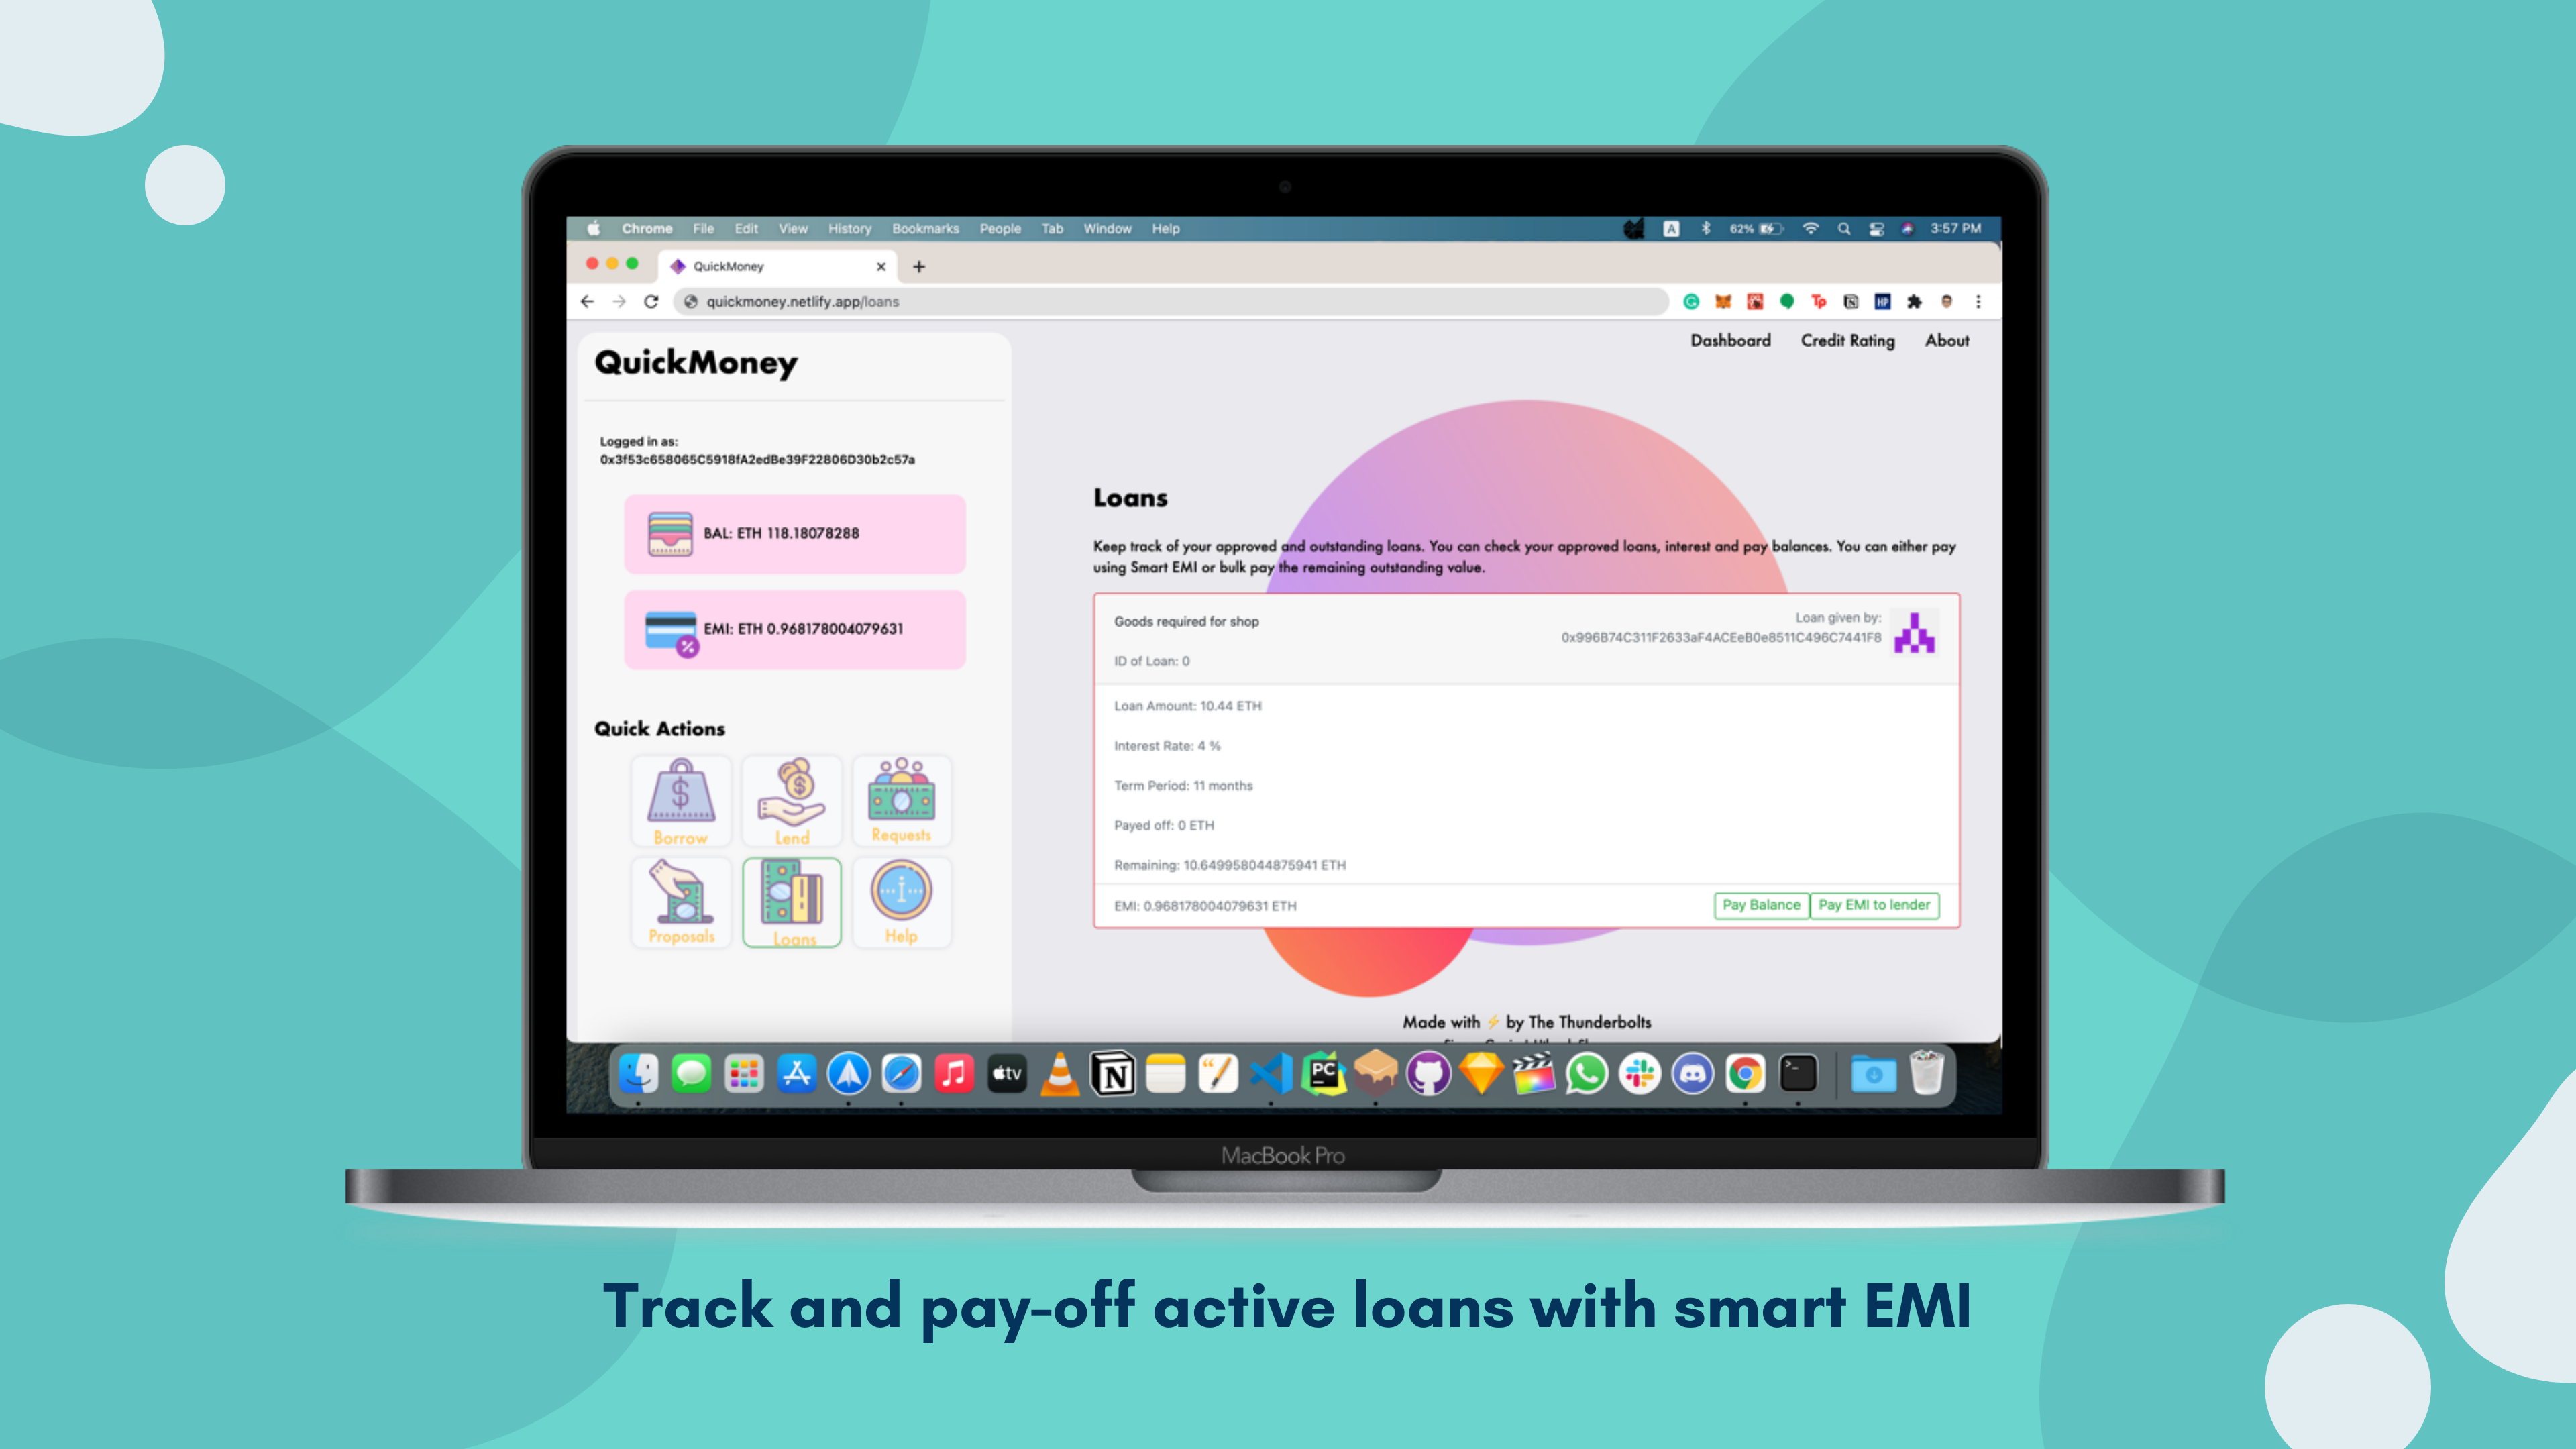 Chrome File Edit View History Bookmarks People Tab Window Help A 62% 3:57 PM
QuickMoney
quickmoney.netlify.app/loans Tp N HP
Dashboard Credit Rating About
QuickMoney
Logged in as:
0x3f53c658065C5918fA2edBe39F22806D30b2c57a
BAL: ETH 118.18078288
EMI: ETH 0.968178004079631
Quick Actions
Borrow Lend Requests
Proposals Loans Help
Loans
Keep track of your approved and outstanding loans. You can check your approved loans, interest and pay balances. You can either pay
using Smart EMI or bulk pay the remaining outstanding value.
Goods required for shop
Loan given by:
0x996B74C311F2633aF4ACEeB0e8511C496C7441F8
ID of Loan: 0
Loan Amount: 10.44 ETH
Interest Rate: 4 %
Term Period: 11 months
Payed off: 0 ETH
Remaining: 10.649958044875941 ETH
EMI: 0.968178004079631 ETH
Pay Balance Pay EMI to lender
Made with ⚡ by The Thunderbolts
tv N PC
MacBook Pro
Track and pay-off active loans with smart EMI